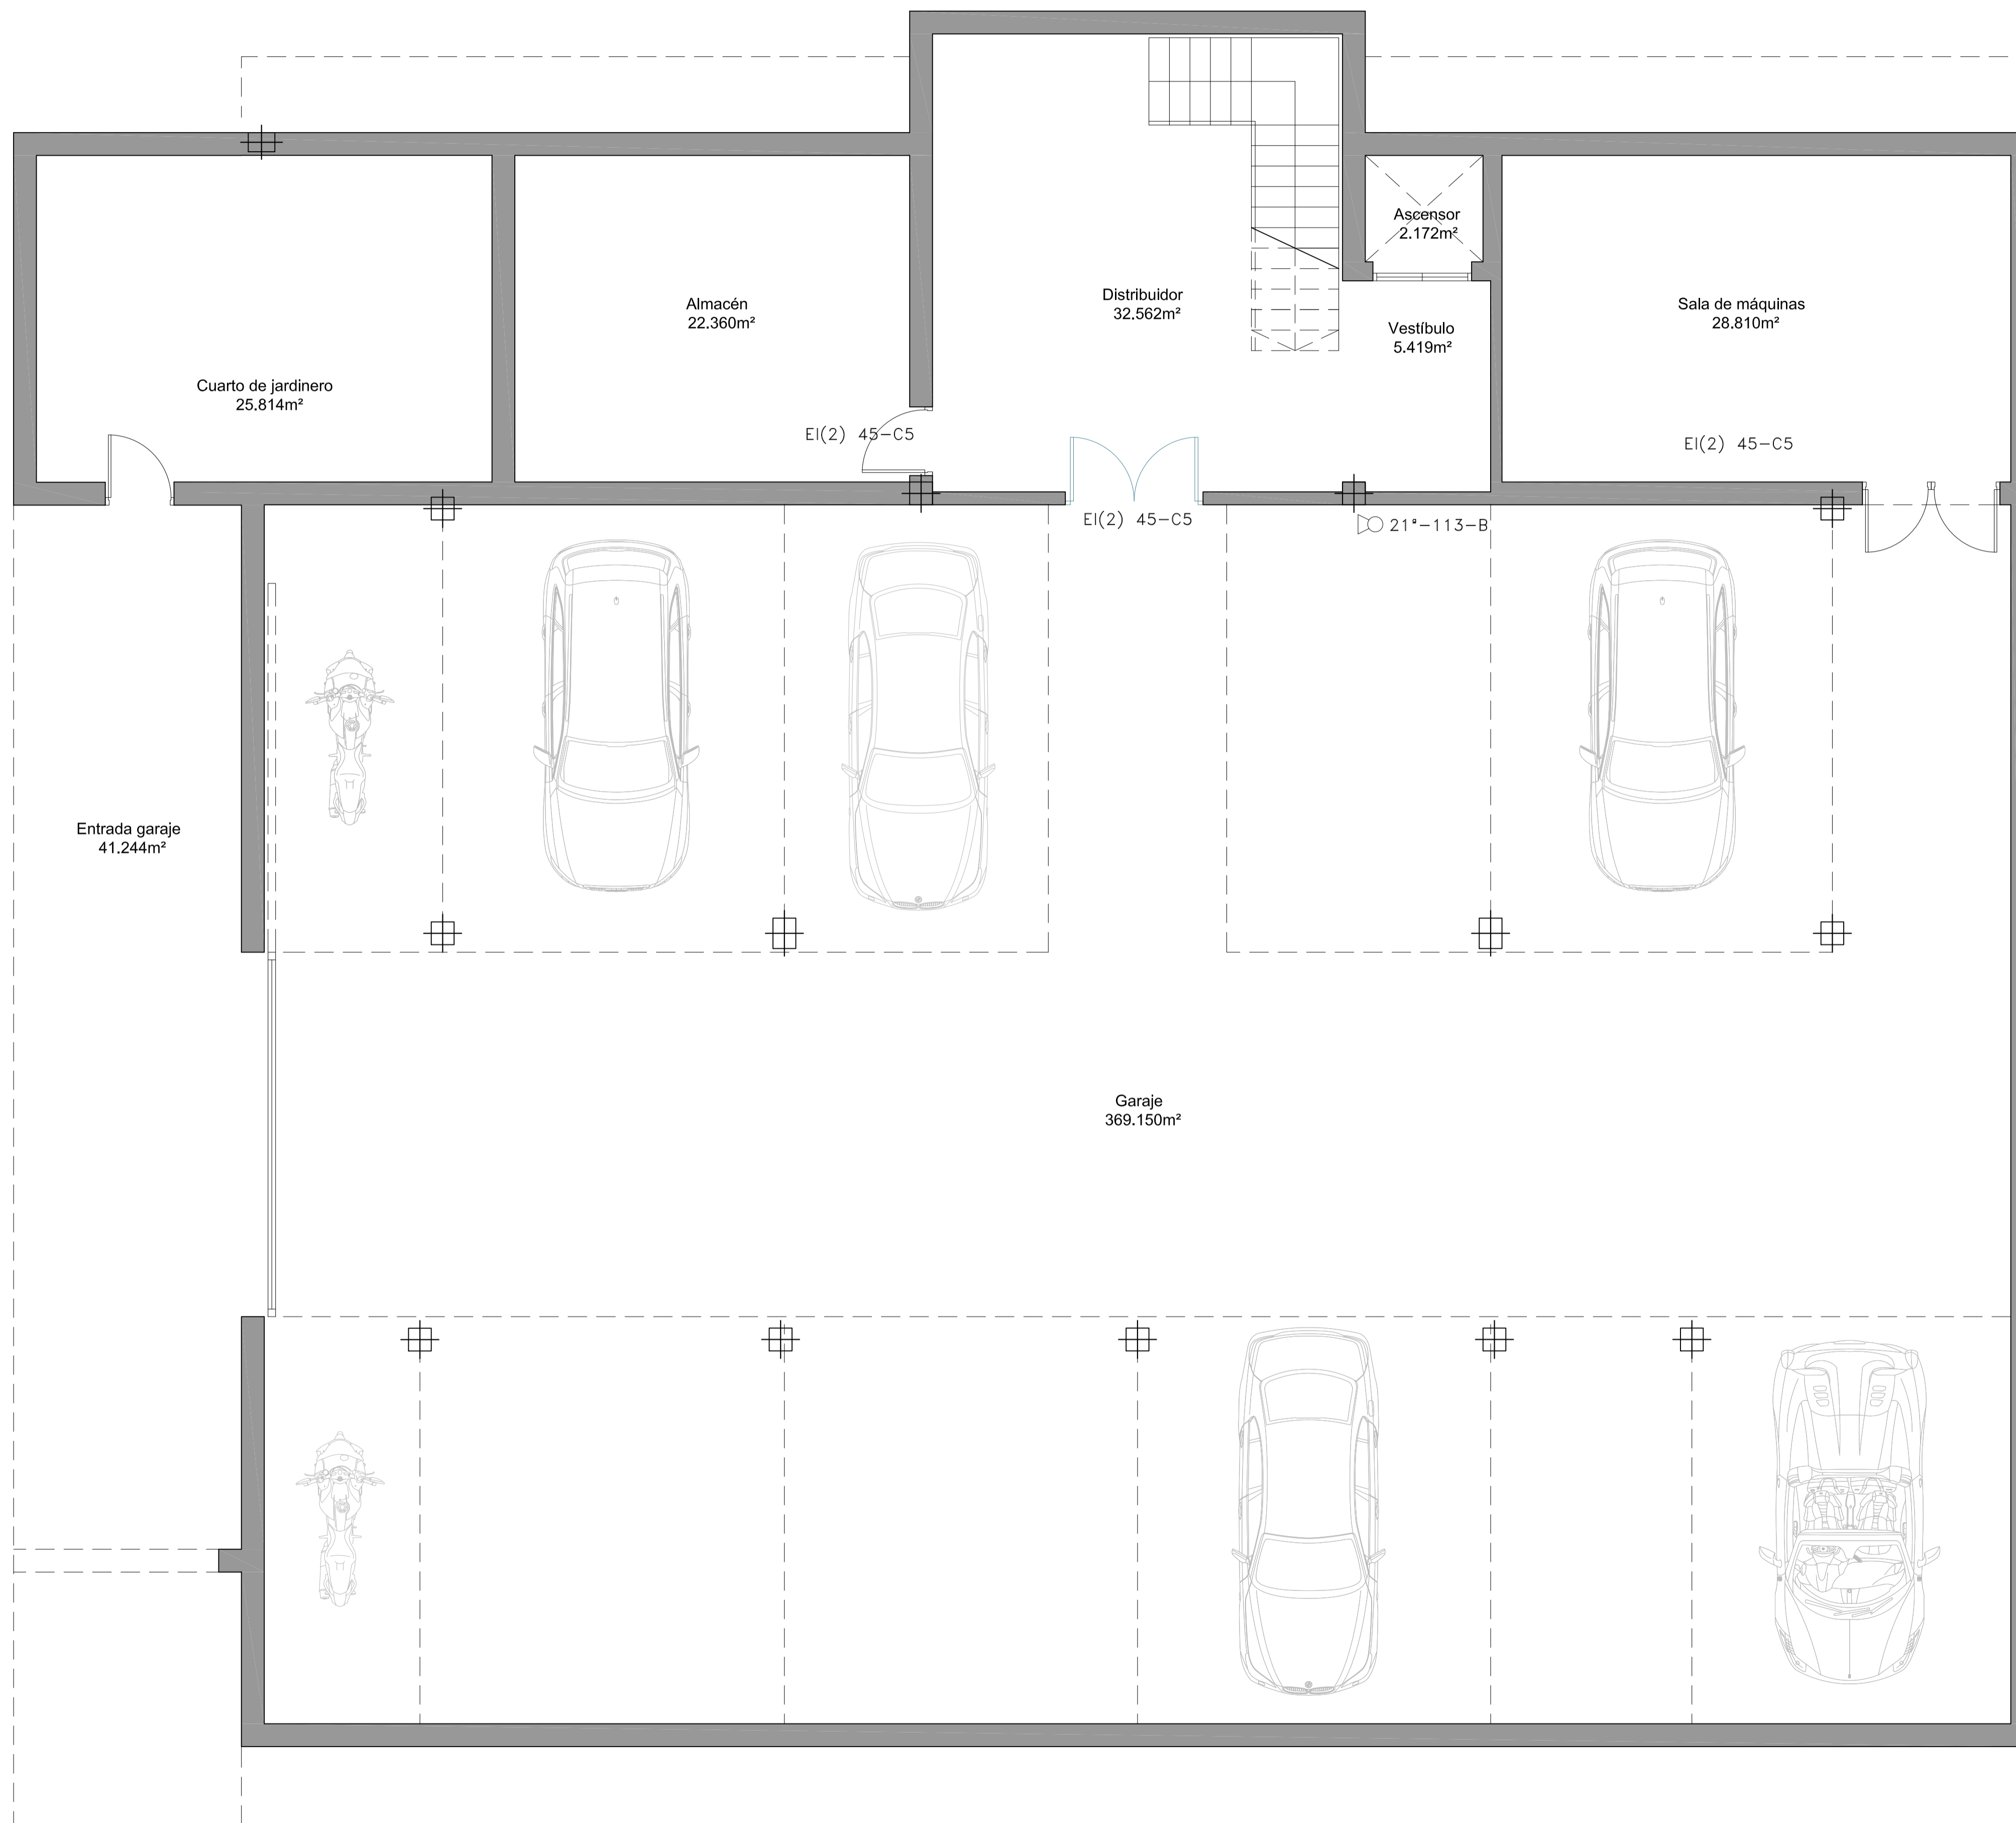 Ascensor
2.172m²
Distribuidor
32.562m²
Almacén
22.360m²
Sala de máquinas
28.810m²
Vestíbulo
5.419m²
Cuarto de jardinero
25.814m²
EI(2) 45-C5
EI(2) 45-C5
EI(2) 45-C5
21ª-113-B
Entrada garaje
41.244m²
Garaje
369.150m²